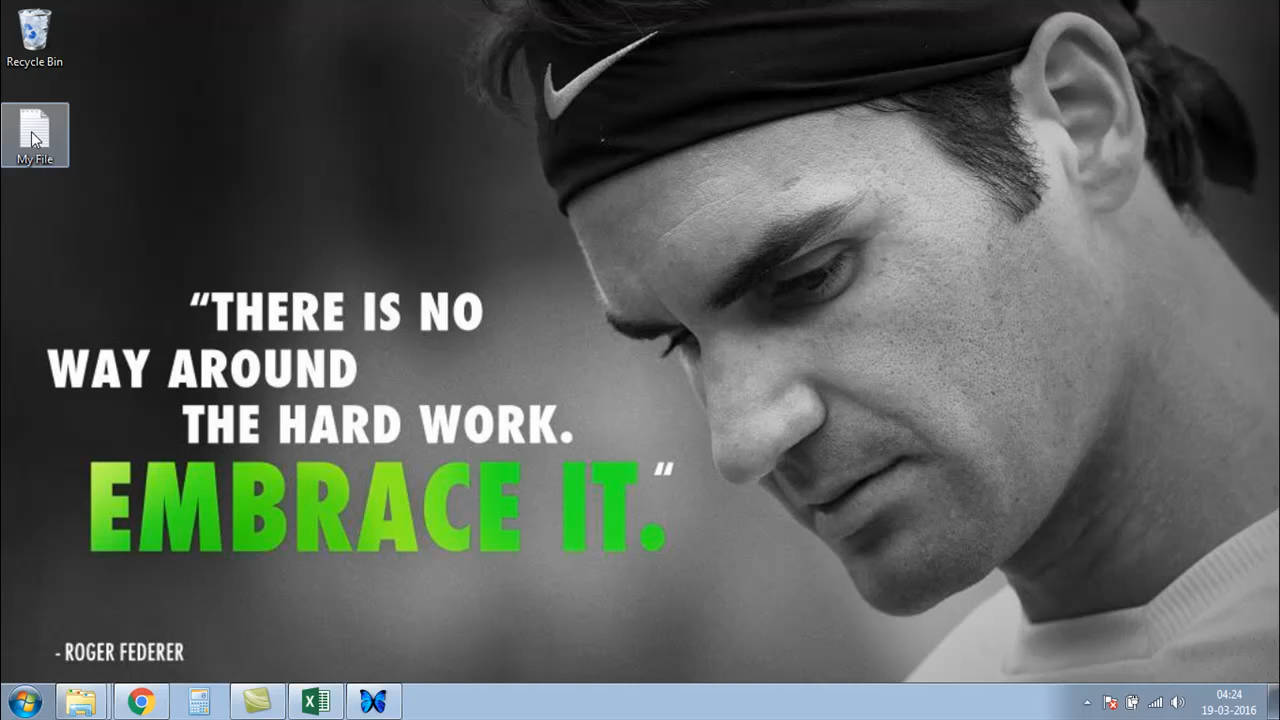 Recycle Bin
My File
“THERE IS NO
WAY AROUND
THE HARD WORK.
EMBRACE IT.“
- ROGER FEDERER
04:24
19-03-2016